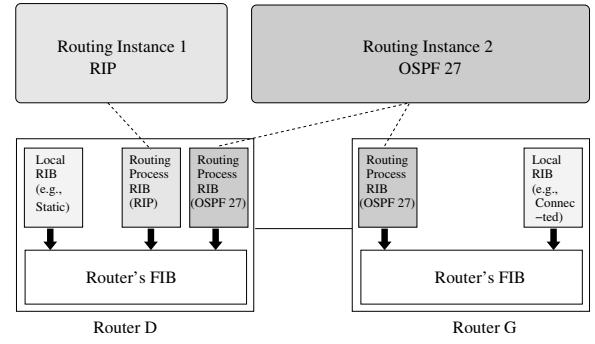 Routing Instance 1
RIP
Routing Instance 2
OSPF 27
Local
RIB
(e.g.,
Static)
Routing
Process
RIB
(RIP)
Routing
Process
RIB
(OSPF 27)
Routing
Process
RIB
(OSPF 27)
Local
RIB
(e.g.,
Connec
−ted)
Router's FIB
Router's FIB
Router D
Router G